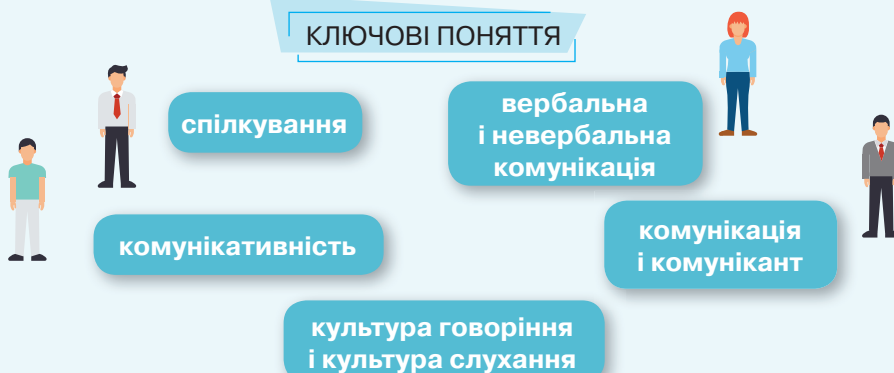 КЛЮЧОВІ ПОНЯТТЯ
спілкування
вербальна
і невербальна
комунікація
комунікативність
комунікація
і комунікант
культура говоріння
і культура слухання